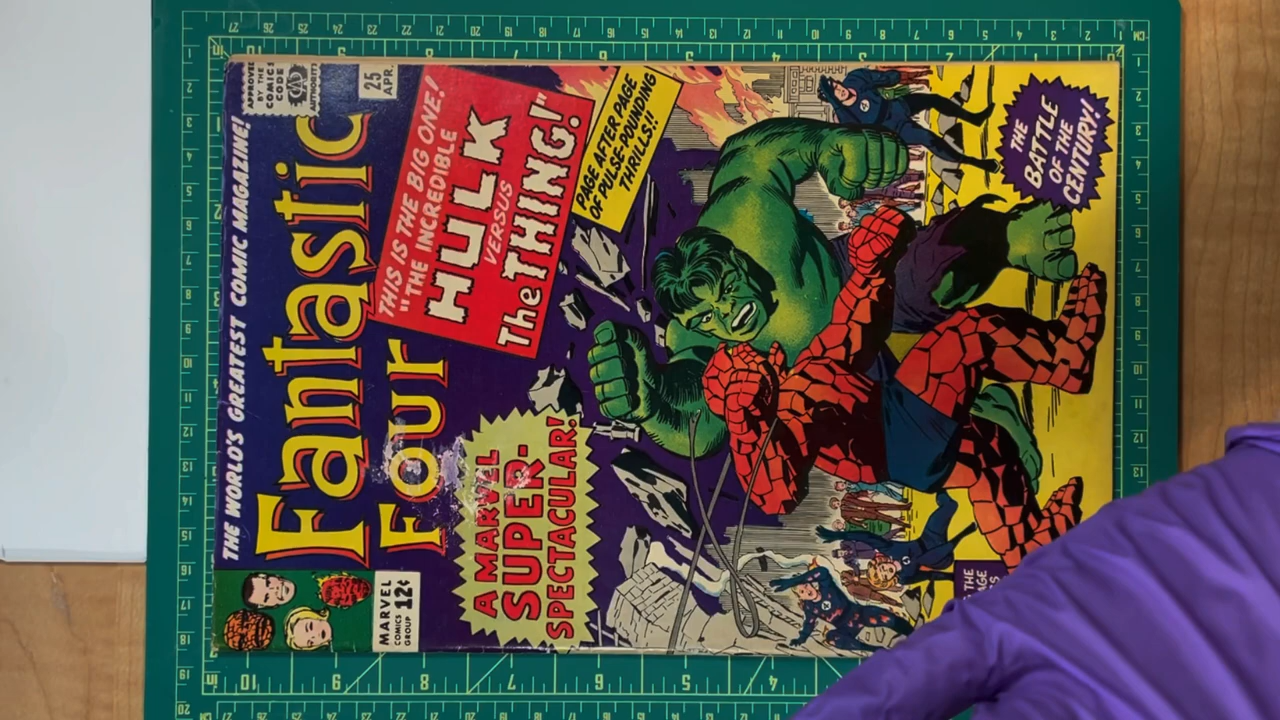 THE WORLD'S GREATEST COMIC MAGAZINE!
APPROVED
BY THE
COMICS
CODE
AUTHORITY
Fantastic
Four
25
APR.
MARVEL
COMICS
GROUP
12¢
THIS IS THE BIG ONE!
"THE INCREDIBLE
HULK
VERSUS
The THING!"
PAGE AFTER PAGE
OF PULSE-POUNDING
THRILLS!!
A MARVEL
SUPER-
SPECTACULAR!
THE
BATTLE
OF THE
CENTURY!
THE